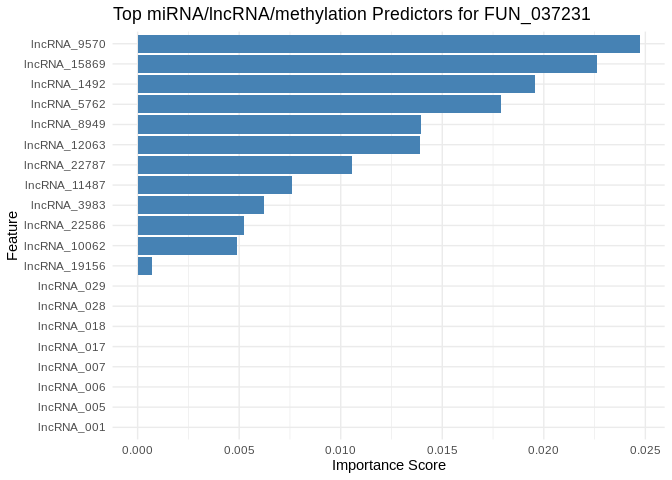 Top miRNA/lncRNA/methylation Predictors for FUN_037231
Feature
lncRNA_9570
lncRNA_15869
lncRNA_1492
lncRNA_5762
lncRNA_8949
lncRNA_12063
lncRNA_22787
lncRNA_11487
lncRNA_3983
lncRNA_22586
lncRNA_10062
lncRNA_19156
lncRNA_029
lncRNA_028
lncRNA_018
lncRNA_017
lncRNA_007
lncRNA_006
lncRNA_005
lncRNA_001
0.000 0.005 0.010 0.015 0.020 0.025
Importance Score